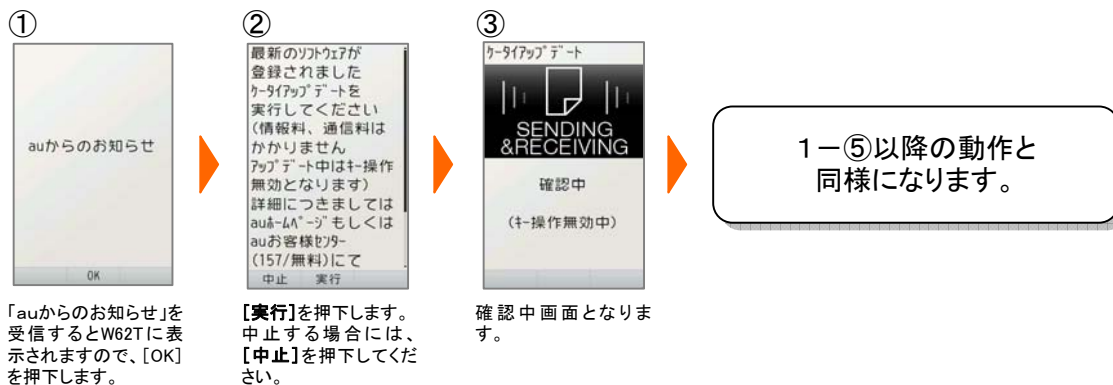 ①
auからのお知らせ
OK
「auからのお知らせ」を
受信するとW62Tに表
示されますので、[OK]
を押下します。
②
最新のソフトウェアが
登録されました
ケータイアップデートを
実行してください
(情報料、通信料は
かかりません
アップデート中はキー操作
無効となります)
詳細につきましては
auホームページもしくは
auお客様センター
(157/無料)にて
中止 実行
[実行]を押下します。
中止する場合には、
[中止]を押下してくだ
さい。
③
ケータイアップデート
SENDING
&RECEIVING
確認中
(キー操作無効中)
確認中画面となりま
す。
1-⑤以降の動作と
同様になります。